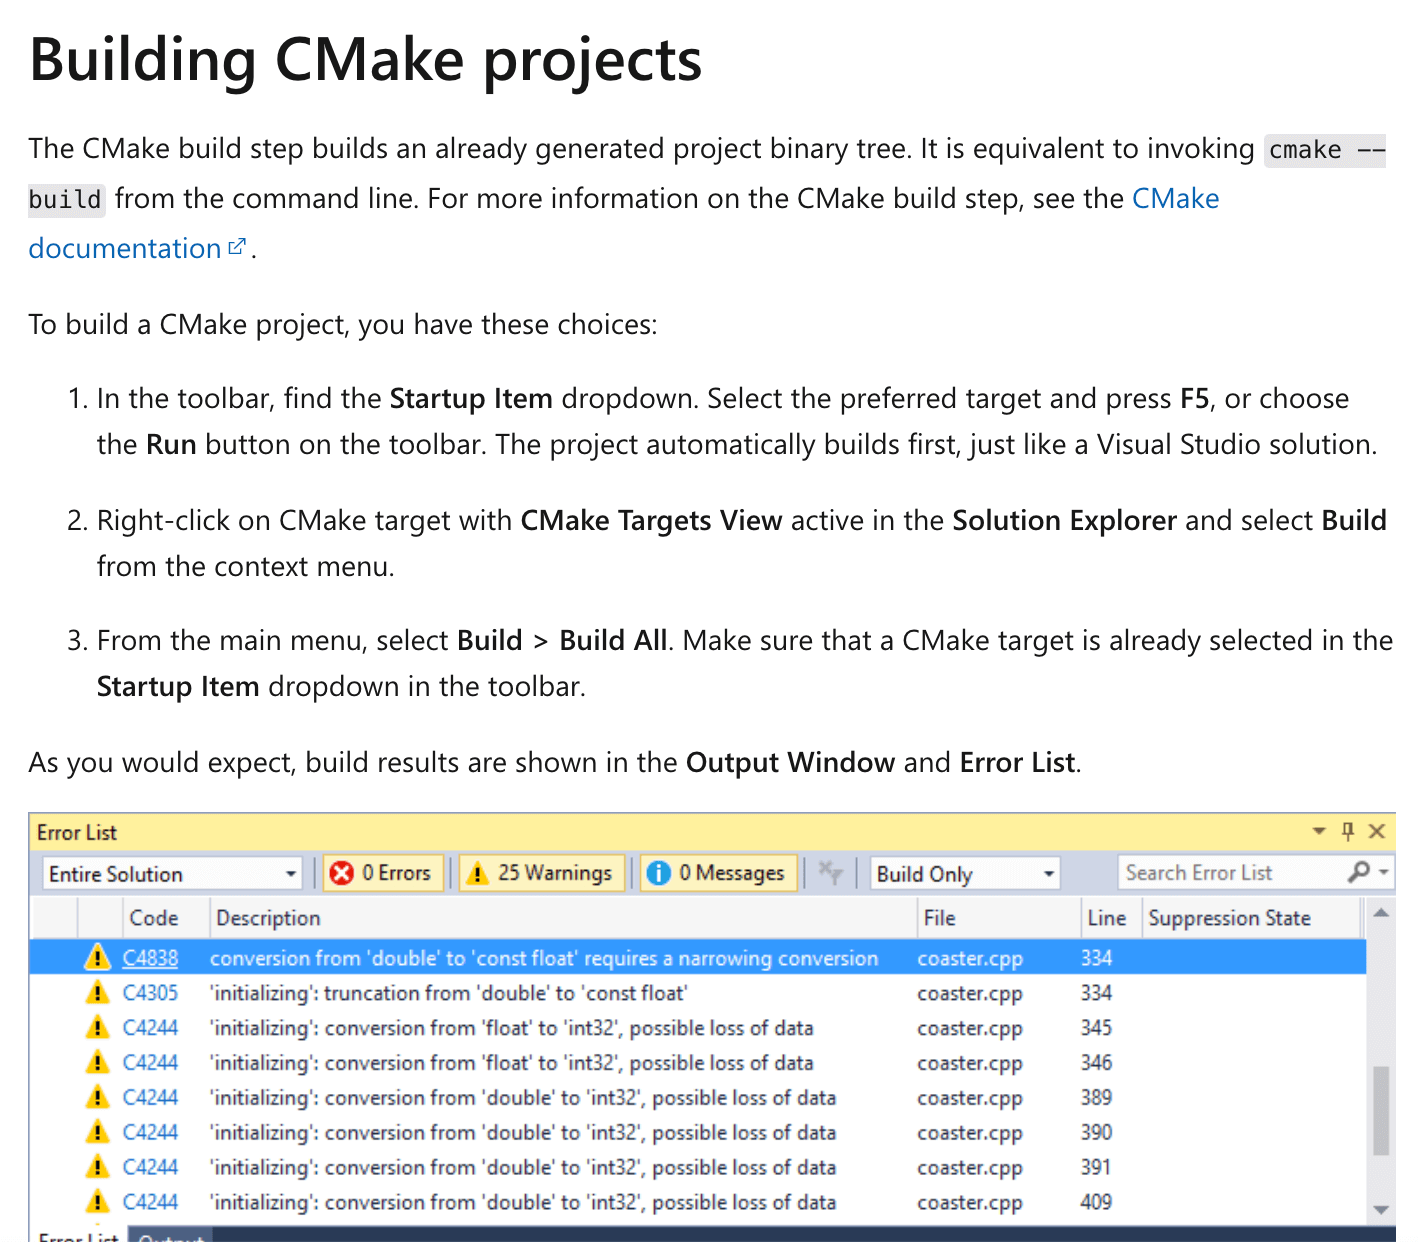 Building CMake projects
The CMake build step builds an already generated project binary tree. It is equivalent to invoking cmake --
build from the command line. For more information on the CMake build step, see the CMake
documentation.
To build a CMake project, you have these choices:
1. In the toolbar, find the Startup Item dropdown. Select the preferred target and press F5, or choose
the Run button on the toolbar. The project automatically builds first, just like a Visual Studio solution.
2. Right-click on CMake target with CMake Targets View active in the Solution Explorer and select Build
from the context menu.
3. From the main menu, select Build > Build All. Make sure that a CMake target is already selected in the
Startup Item dropdown in the toolbar.
As you would expect, build results are shown in the Output Window and Error List.
Error List
Entire Solution 0 Errors 25 Warnings 0 Messages Build Only Search Error List
Code Description File Line Suppression State
C4838 conversion from 'double' to 'const float' requires a narrowing conversion coaster.cpp 334
C4305 'initializing': truncation from 'double' to 'const float' coaster.cpp 334
C4244 'initializing': conversion from 'float' to 'int32', possible loss of data coaster.cpp 345
C4244 'initializing': conversion from 'float' to 'int32', possible loss of data coaster.cpp 346
C4244 'initializing': conversion from 'double' to 'int32', possible loss of data coaster.cpp 389
C4244 'initializing': conversion from 'double' to 'int32', possible loss of data coaster.cpp 390
C4244 'initializing': conversion from 'double' to 'int32', possible loss of data coaster.cpp 391
C4244 'initializing': conversion from 'double' to 'int32', possible loss of data coaster.cpp 409
Error List Output